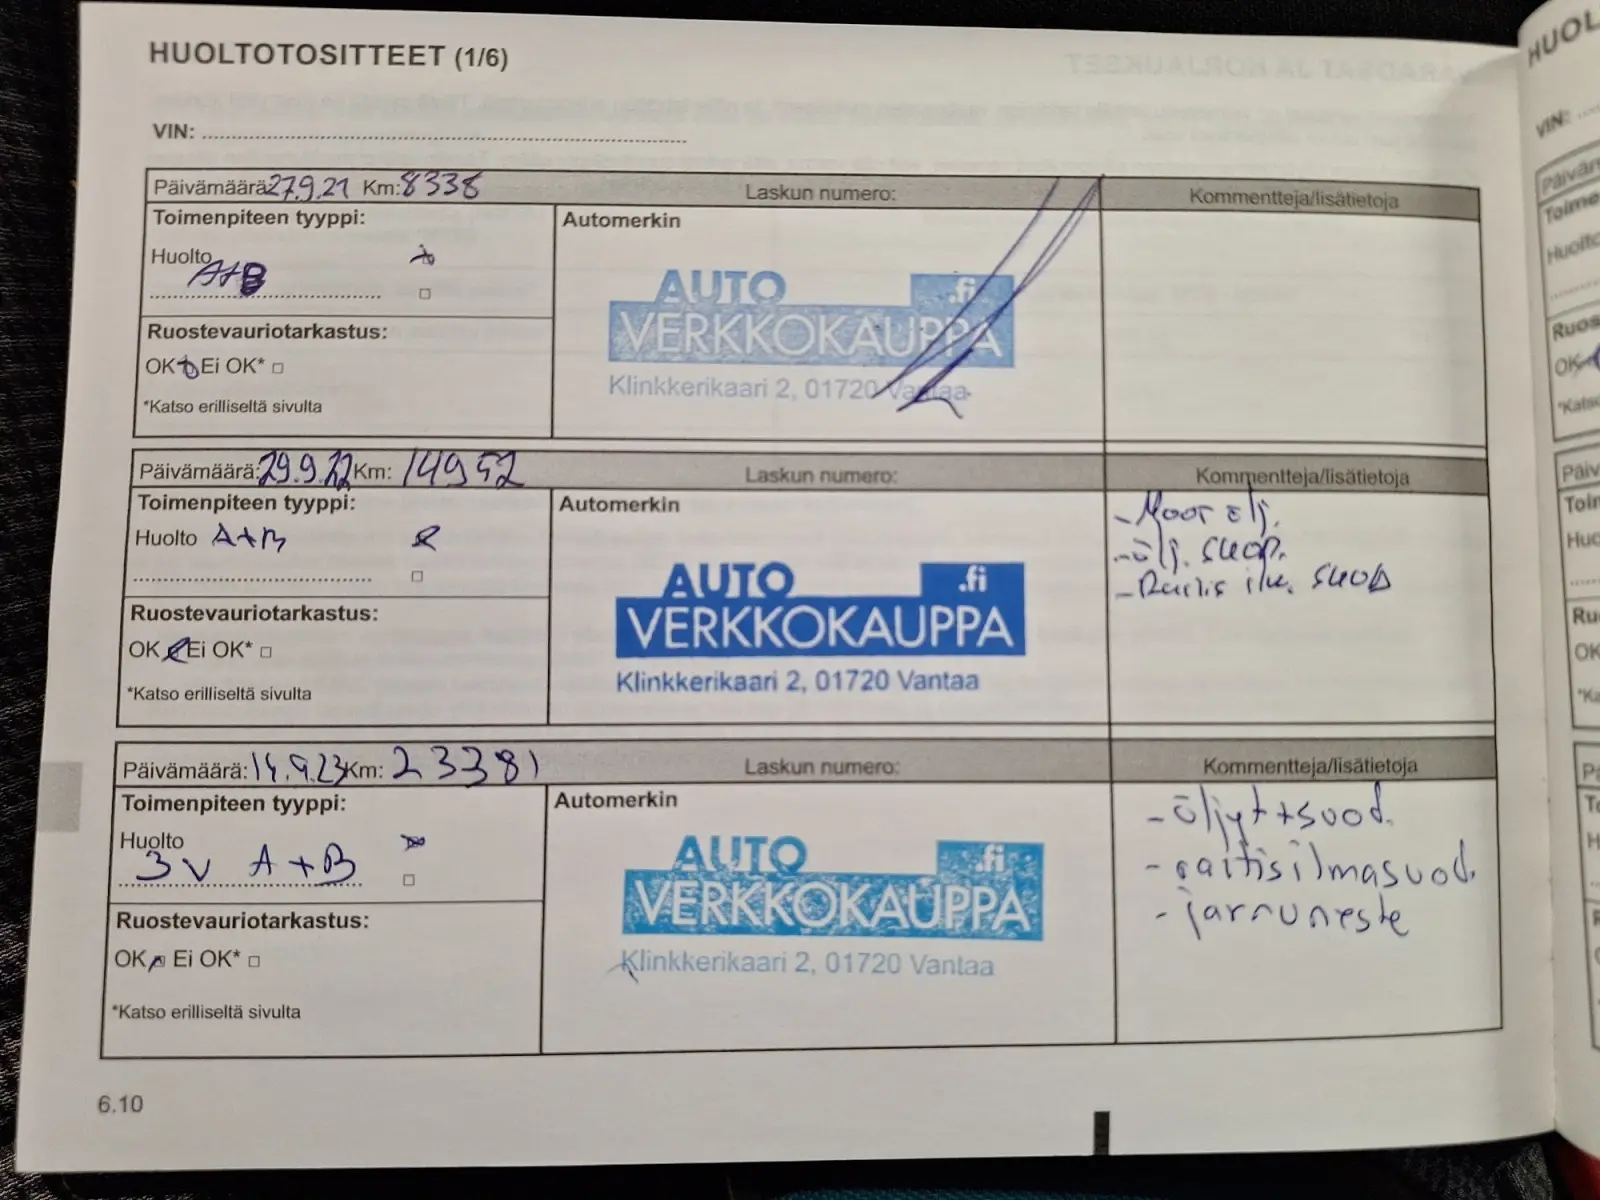 HUOLTOTOSITTEET (1/6)
VIN:
Päivämäärä: 27.9.21 Km: 8338 Laskun numero: Kommentteja/lisätietoja
Toimenpiteen tyyppi: Automerkin
Huolto
A+B
AUTO .fi
VERKKOKAUPPA
Klinkkerikaari 2, 01720 Vantaa
Ruostevauriotarkastus:
OK Ei OK*
*Katso erilliseltä sivulta
Päivämäärä: 29.9.22 Km: 14952 Laskun numero: Kommentteja/lisätietoja
Toimenpiteen tyyppi: Automerkin
Huolto A+B
- Moor ölj.
- ölj. suod.
- Raitis ilm. suod
AUTO .fi
VERKKOKAUPPA
Klinkkerikaari 2, 01720 Vantaa
Ruostevauriotarkastus:
OK Ei OK*
*Katso erilliseltä sivulta
Päivämäärä: 14.9.23 Km: 23381 Laskun numero: Kommentteja/lisätietoja
Toimenpiteen tyyppi: Automerkin
Huolto
3v A+B
- öljyt+suod.
- raitisilmasuod.
- jarruneste
AUTO .fi
VERKKOKAUPPA
Klinkkerikaari 2, 01720 Vantaa
Ruostevauriotarkastus:
OK Ei OK*
*Katso erilliseltä sivulta
6.10
VIN: